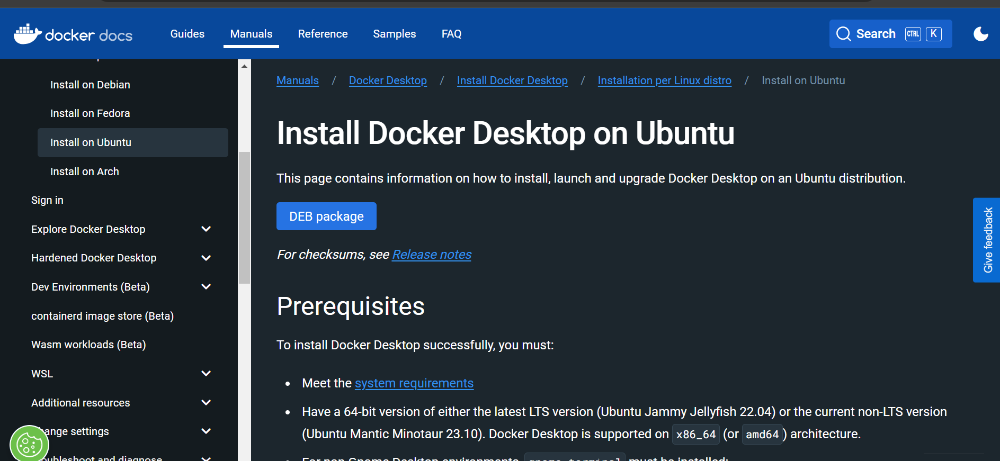 docker docs
Guides
Manuals
Reference
Samples
FAQ
Search CTRL K
Install on Debian
Install on Fedora
Install on Ubuntu
Install on Arch
Sign in
Explore Docker Desktop
Hardened Docker Desktop
Dev Environments (Beta)
containerd image store (Beta)
Wasm workloads (Beta)
WSL
Additional resources
hange settings
oubleshoot and diagnose
Manuals / Docker Desktop / Install Docker Desktop / Installation per Linux distro / Install on Ubuntu
Install Docker Desktop on Ubuntu
This page contains information on how to install, launch and upgrade Docker Desktop on an Ubuntu distribution.
DEB package
For checksums, see Release notes
Prerequisites
To install Docker Desktop successfully, you must:
• Meet the system requirements
• Have a 64-bit version of either the latest LTS version (Ubuntu Jammy Jellyfish 22.04) or the current non-LTS version
(Ubuntu Mantic Minotaur 23.10). Docker Desktop is supported on x86_64 (or amd64) architecture.
• For non-Gnome Desktop environments, gnome-terminal must be installed:
Give feedback